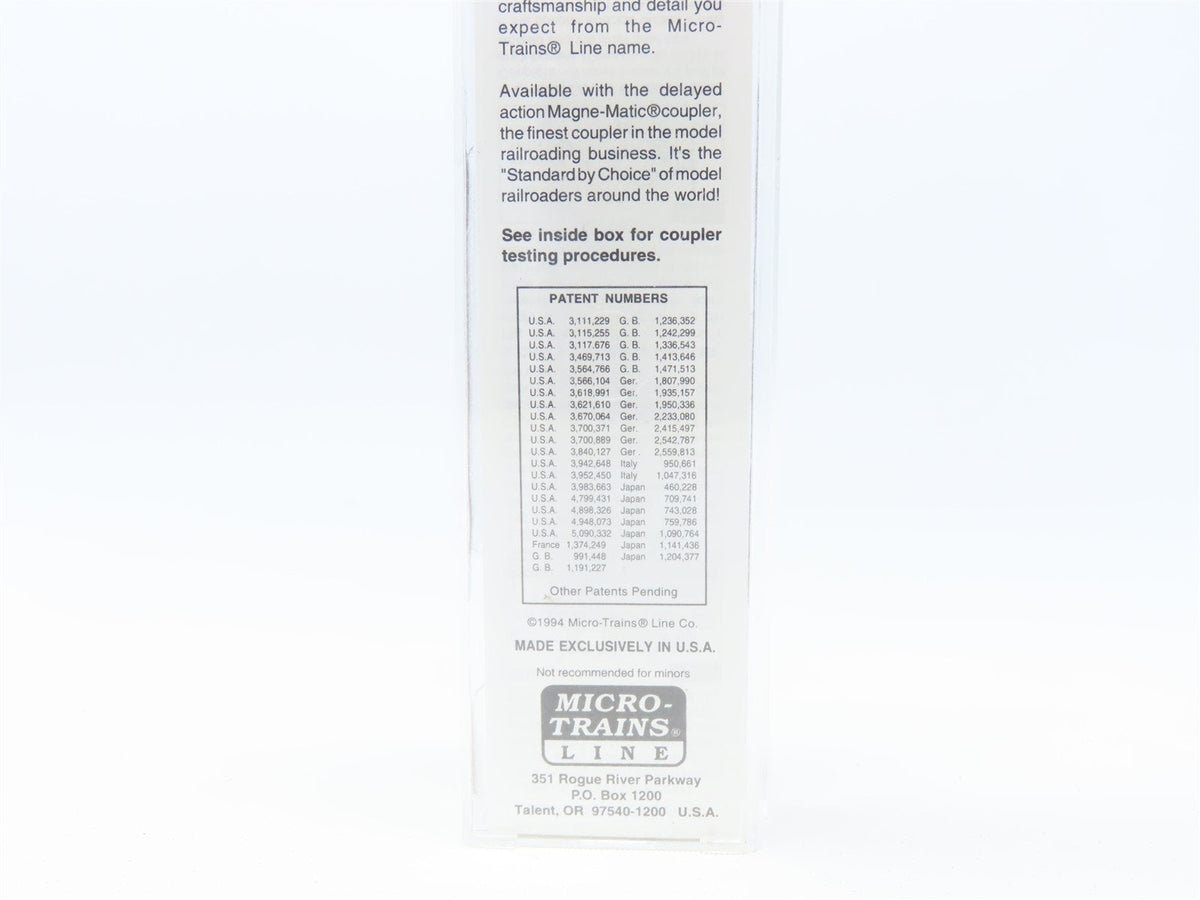 craftsmanship and detail you
expect from the Micro-
Trains® Line name.
Available with the delayed
action Magne-Matic®coupler,
the finest coupler in the model
railroading business. It's the
"Standard by Choice" of model
railroaders around the world!
See inside box for coupler
testing procedures.
PATENT NUMBERS
U.S.A. 3,111,229 G. B. 1,236,352
U.S.A. 3,115,255 G. B. 1,242,299
U.S.A. 3,117.676 G. B. 1,336,543
U.S.A. 3,469,713 G. B. 1,413,646
U.S.A. 3,564,766 G. B. 1,471,513
U.S.A. 3,566,104 Ger. 1,807,990
U.S.A. 3,618,991 Ger. 1,935,157
U.S.A. 3,621,610 Ger. 1,950,336
U.S.A. 3,670,064 Ger. 2,233,080
U.S.A. 3,700,371 Ger. 2,415,497
U.S.A. 3,700,889 Ger. 2,542,787
U.S.A. 3,840,127 Ger . 2,559,813
U.S.A. 3,942,648 Italy 950,661
U.S.A. 3,952,450 Italy 1,047,316
U.S.A. 3,983,663 Japan 460,228
U.S.A. 4,799,431 Japan 709,741
U.S.A. 4,898,326 Japan 743,028
U.S.A. 4,948,073 Japan 759,786
U.S.A. 5,090,332 Japan 1,090,764
France 1,374,249 Japan 1,141,436
G. B. 991,448 Japan 1,204,377
G. B. 1,191,227
Other Patents Pending
©1994 Micro-Trains® Line Co.
MADE EXCLUSIVELY IN U.S.A.
Not recommended for minors
MICRO-
TRAINS®
LINE
351 Rogue River Parkway
P.O. Box 1200
Talent, OR 97540-1200 U.S.A.